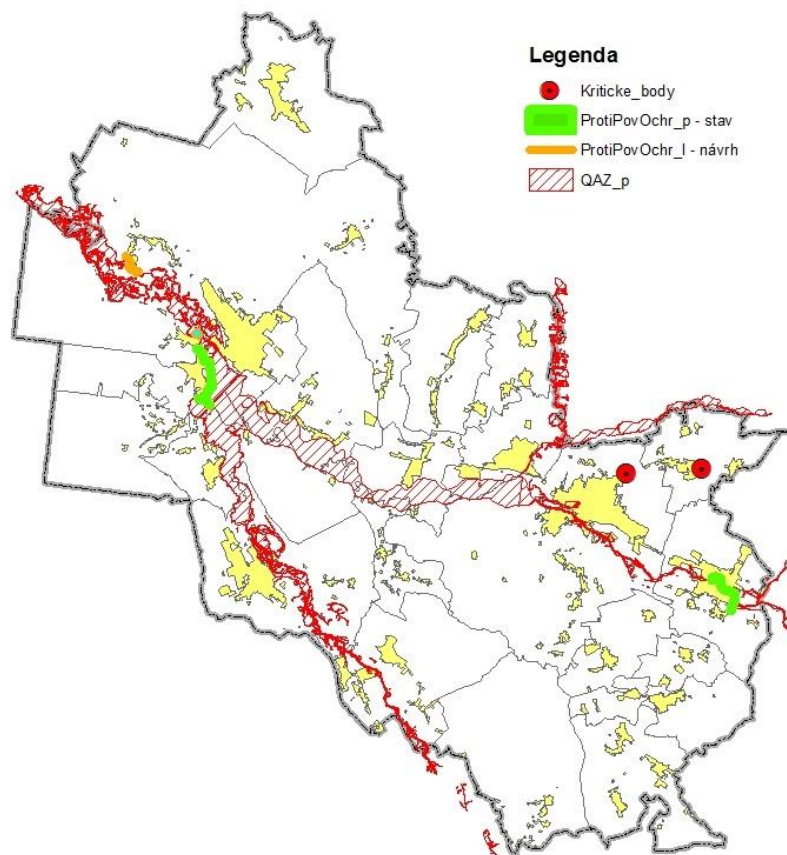 Legenda
Kriticke_body
ProtiPovOchr_p - stav
ProtiPovOchr_l - návrh
QAZ_p